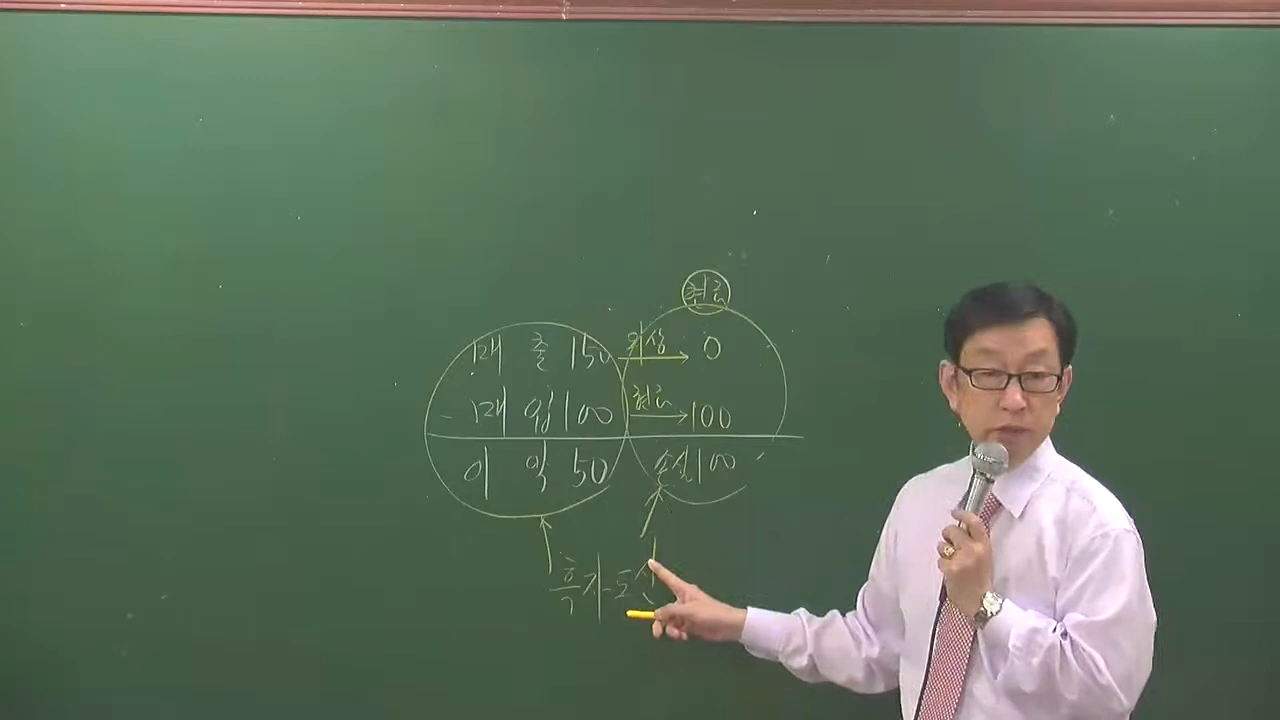 현금
매 출 150 외상 → 0
- 매 입 100 현금 → 100
이 익 50 손실 100
흑자-도산